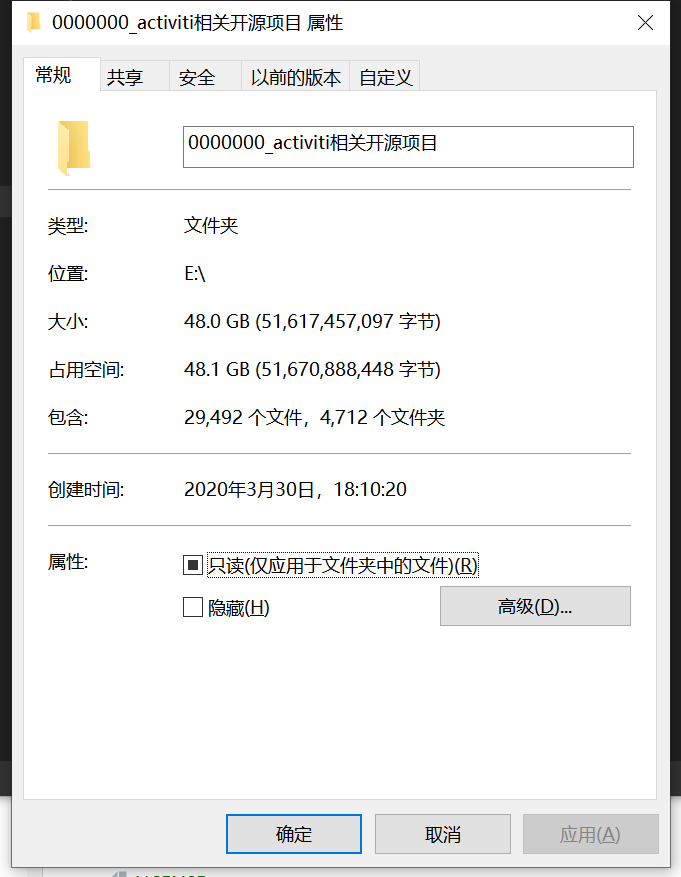 0000000_activiti相关开源项目 属性
常规 共享 安全 以前的版本 自定义
0000000_activiti相关开源项目
类型: 文件夹
位置: E:\
大小: 48.0 GB (51,617,457,097 字节)
占用空间: 48.1 GB (51,670,888,448 字节)
包含: 29,492 个文件，4,712 个文件夹
创建时间: 2020年3月30日，18:10:20
属性: 只读(仅应用于文件夹中的文件)(R)
隐藏(H) 高级(D)...
确定 取消 应用(A)